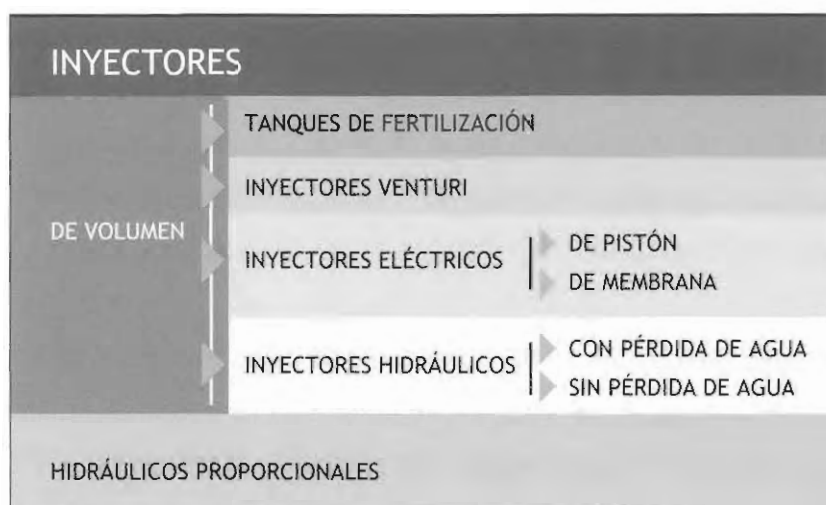 INYECTORES
DE VOLUMEN
TANQUES DE FERTILIZACIÓN
INYECTORES VENTURI
INYECTORES ELÉCTRICOS
DE PISTÓN
DE MEMBRANA
INYECTORES HIDRÁULICOS
CON PÉRDIDA DE AGUA
SIN PÉRDIDA DE AGUA
HIDRÁULICOS PROPORCIONALES